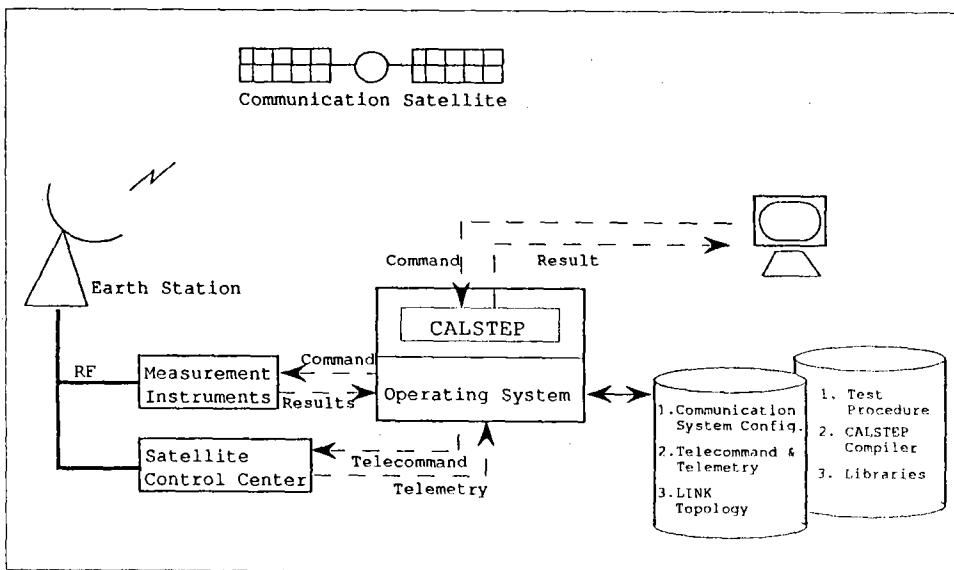 Communication Satellite
Earth Station
Command
Result
CALSTEP
Operating System
RF
Measurement
Instruments
Command
Results
Satellite
Control Center
Telecommand
Telemetry
1.Communication
System Config.
2.Telecommand &
Telemetry
3.LINK
Topology
1. Test
Procedure
2. CALSTEP
Compiler
3. Libraries